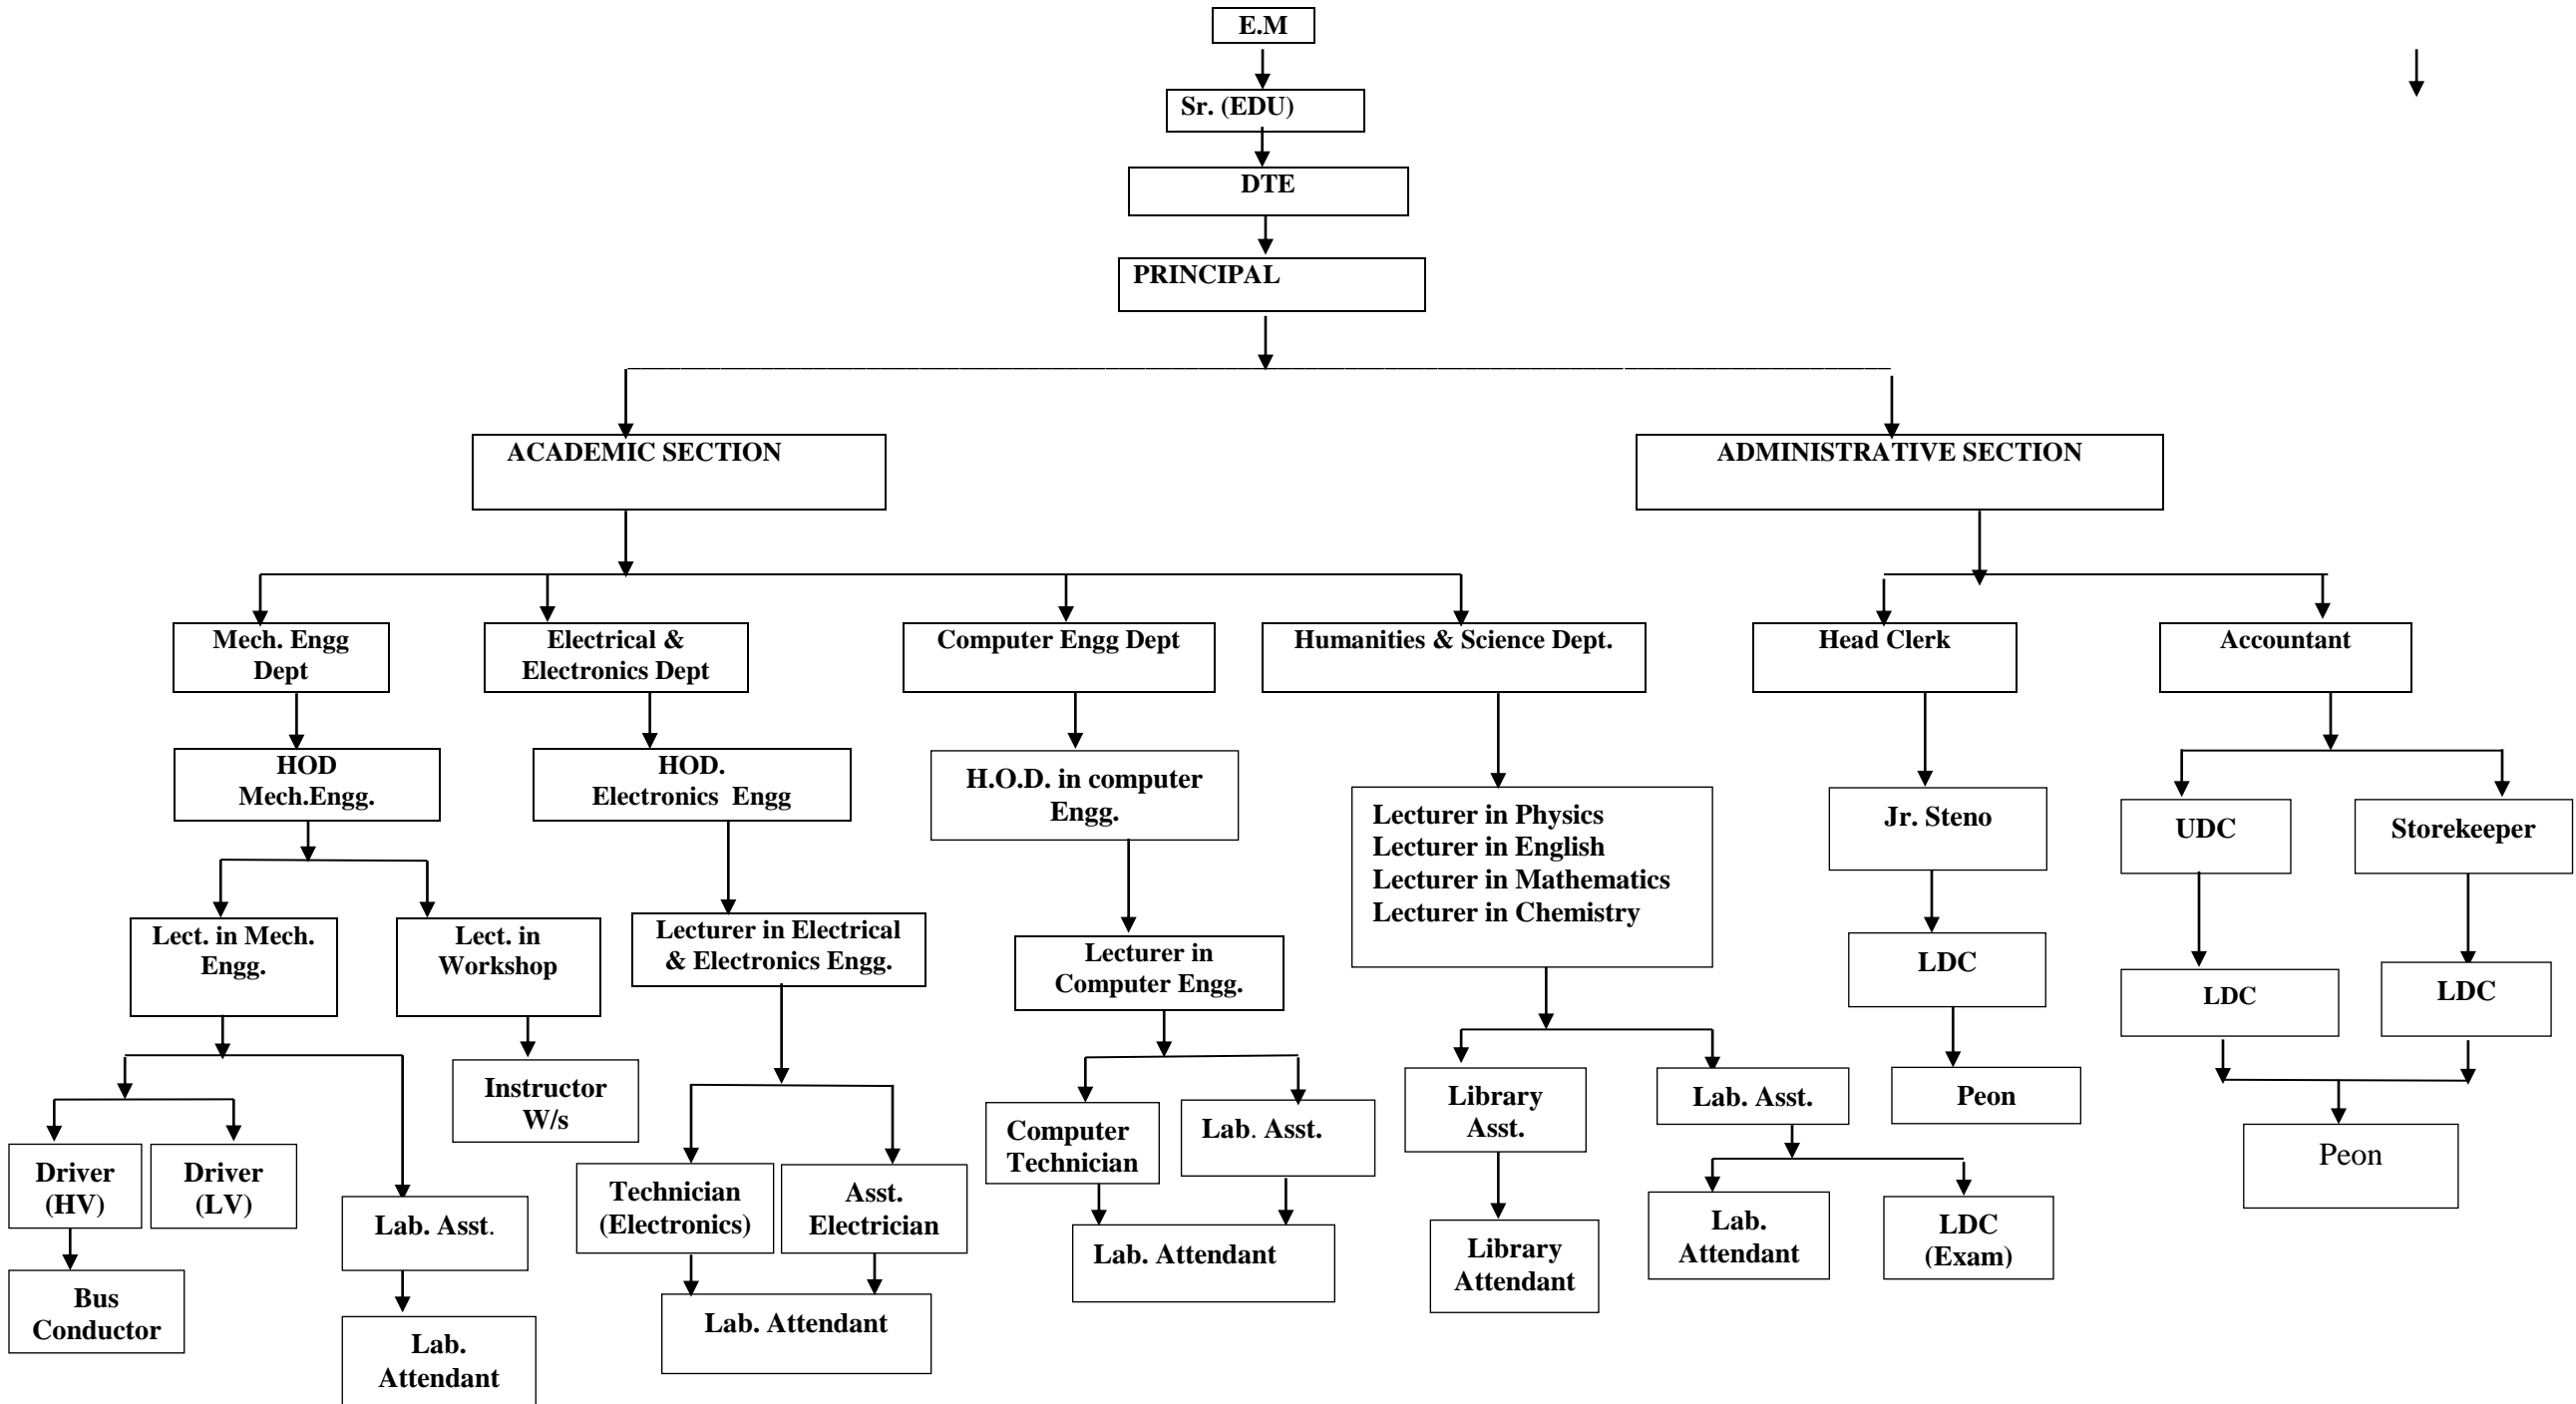 E.M
Sr. (EDU)
DTE
PRINCIPAL
ACADEMIC SECTION
ADMINISTRATIVE SECTION
Mech. Engg
Dept
Electrical &
Electronics Dept
Computer Engg Dept
Humanities & Science Dept.
Head Clerk
Accountant
HOD
Mech.Engg.
HOD.
Electronics Engg
H.O.D. in computer
Engg.
Lecturer in Physics
Lecturer in English
Lecturer in Mathematics
Lecturer in Chemistry
Jr. Steno
UDC
Storekeeper
Lect. in Mech.
Engg.
Lect. in
Workshop
Lecturer in Electrical
& Electronics Engg.
Lecturer in
Computer Engg.
LDC
LDC
LDC
Instructor
W/s
Computer
Technician
Lab. Asst.
Library
Asst.
Lab. Asst.
Peon
Peon
Driver
(HV)
Driver
(LV)
Lab. Asst.
Technician
(Electronics)
Asst.
Electrician
Lab. Attendant
Library
Attendant
Lab.
Attendant
LDC
(Exam)
Bus
Conductor
Lab.
Attendant
Lab. Attendant